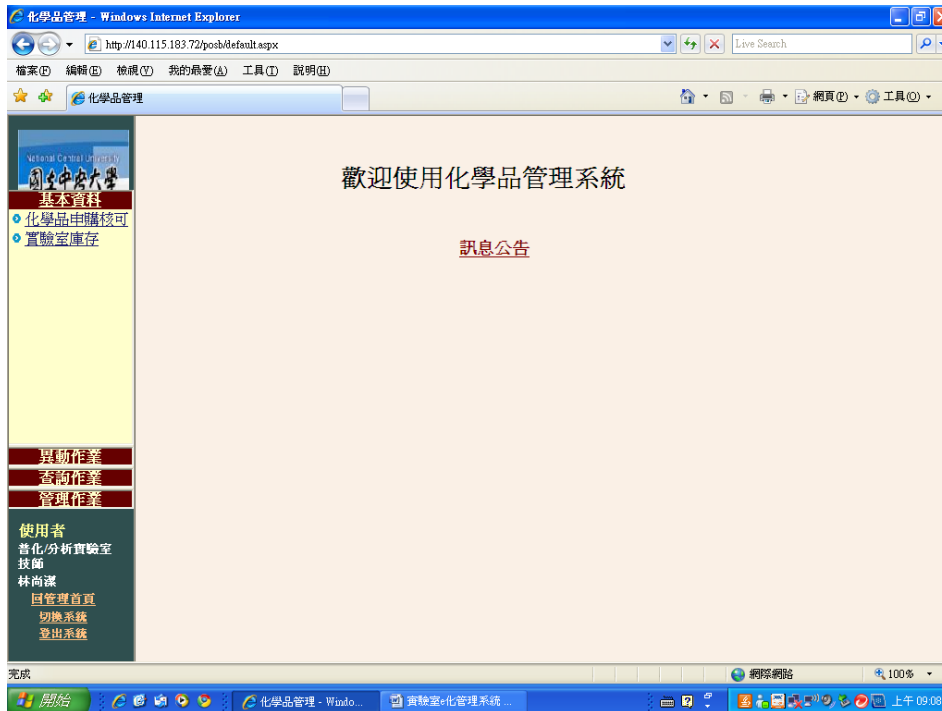 化學品管理 - Windows Internet Explorer
http://140.115.183.72/posb/default.aspx
Live Search
檔案(F) 編輯(E) 檢視(V) 我的最愛(A) 工具(T) 說明(H)
化學品管理
網頁(P) 工具(O)
National Central University
國立中央大學
基本資料
化學品申購核可
實驗室庫存
歡迎使用化學品管理系統
訊息公告
異動作業
查詢作業
管理作業
使用者
普化/分析實驗室
技師
林尚潔
回管理首頁
切換系統
登出系統
完成
網際網路
100%
開始
化學品管理 - Windo...
實驗室e化管理系統 ...
上午 09:08